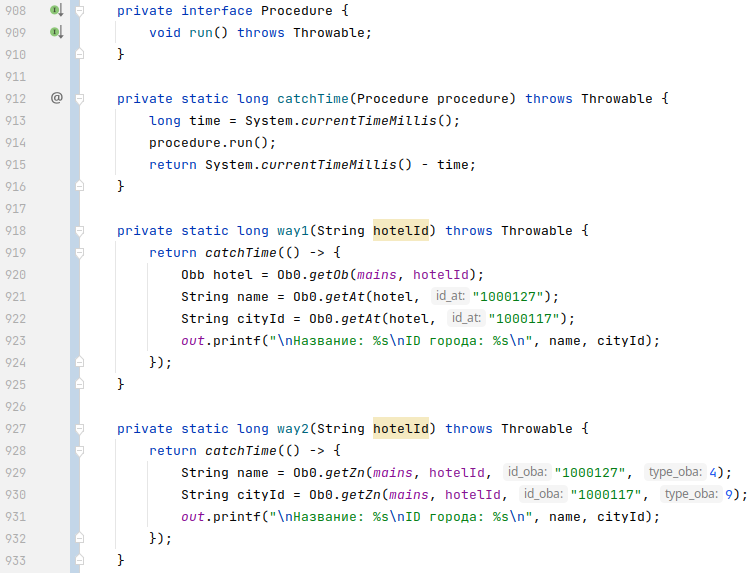 908 private interface Procedure {
909 void run() throws Throwable;
910 }
911
912 @ private static long catchTime(Procedure procedure) throws Throwable {
913 long time = System.currentTimeMillis();
914 procedure.run();
915 return System.currentTimeMillis() - time;
916 }
917
918 private static long way1(String hotelId) throws Throwable {
919 return catchTime(() -> {
920 Obb hotel = Ob0.getOb(mains, hotelId);
921 String name = Ob0.getAt(hotel, id_at: "1000127");
922 String cityId = Ob0.getAt(hotel, id_at: "1000117");
923 out.printf("\nНазвание: %s\nID города: %s\n", name, cityId);
924 });
925 }
926
927 private static long way2(String hotelId) throws Throwable {
928 return catchTime(() -> {
929 String name = Ob0.getZn(mains, hotelId, id_oba: "1000127", type_oba: 4);
930 String cityId = Ob0.getZn(mains, hotelId, id_oba: "1000117", type_oba: 9);
931 out.printf("\nНазвание: %s\nID города: %s\n", name, cityId);
932 });
933 }